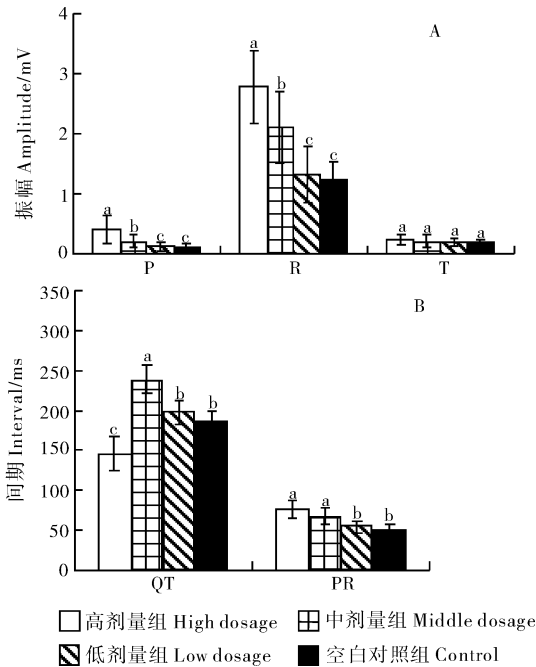 振幅 Amplitude/mV
A
4
3
2
1
0
a
b
c
c
a
b
c
c
a
a
a
a
P
R
T
间期 Interval/ms
B
350
300
250
200
150
100
50
0
c
a
b
b
a
a
b
b
QT
PR
高剂量组 High dosage
中剂量组 Middle dosage
低剂量组 Low dosage
空白对照组 Control